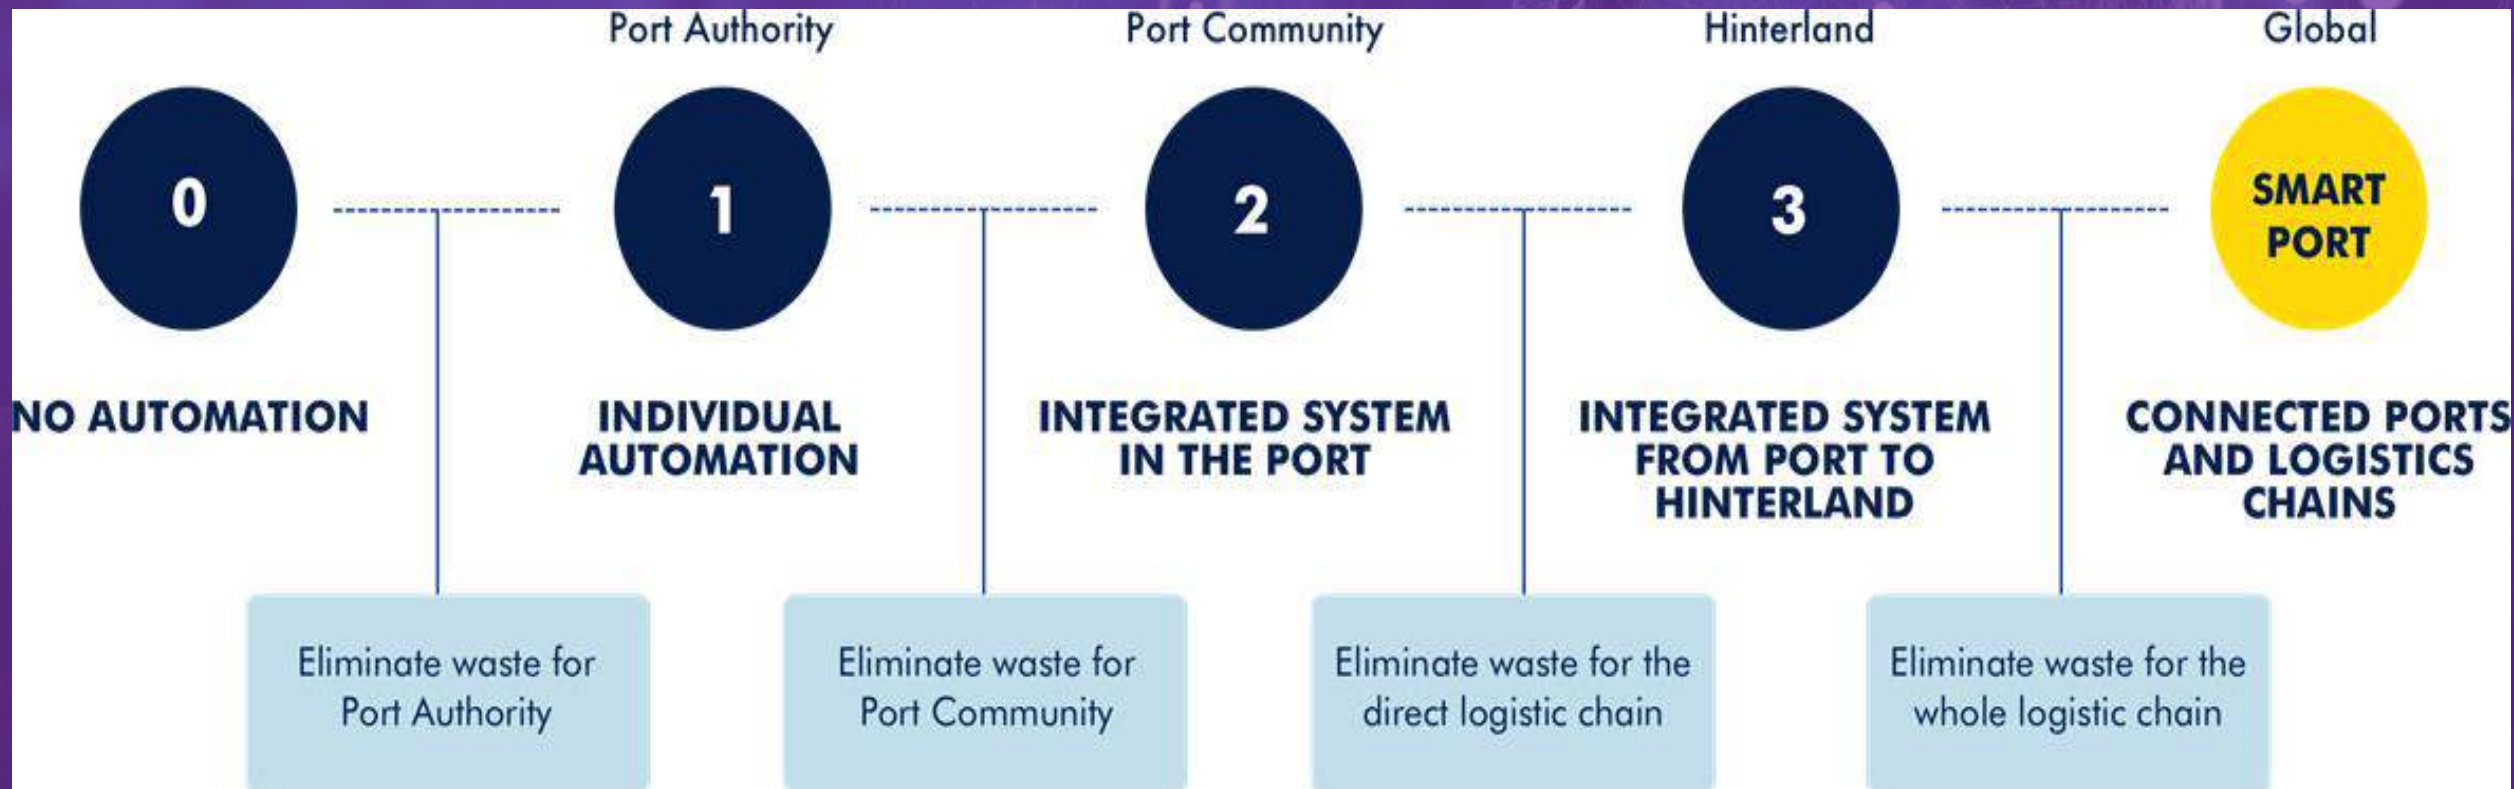 Port Authority
Port Community
Hinterland
Global
0
1
2
3
SMART
PORT
NO AUTOMATION
INDIVIDUAL
AUTOMATION
INTEGRATED SYSTEM
IN THE PORT
INTEGRATED SYSTEM
FROM PORT TO
HINTERLAND
CONNECTED PORTS
AND LOGISTICS
CHAINS
Eliminate waste for
Port Authority
Eliminate waste for
Port Community
Eliminate waste for the
direct logistic chain
Eliminate waste for the
whole logistic chain